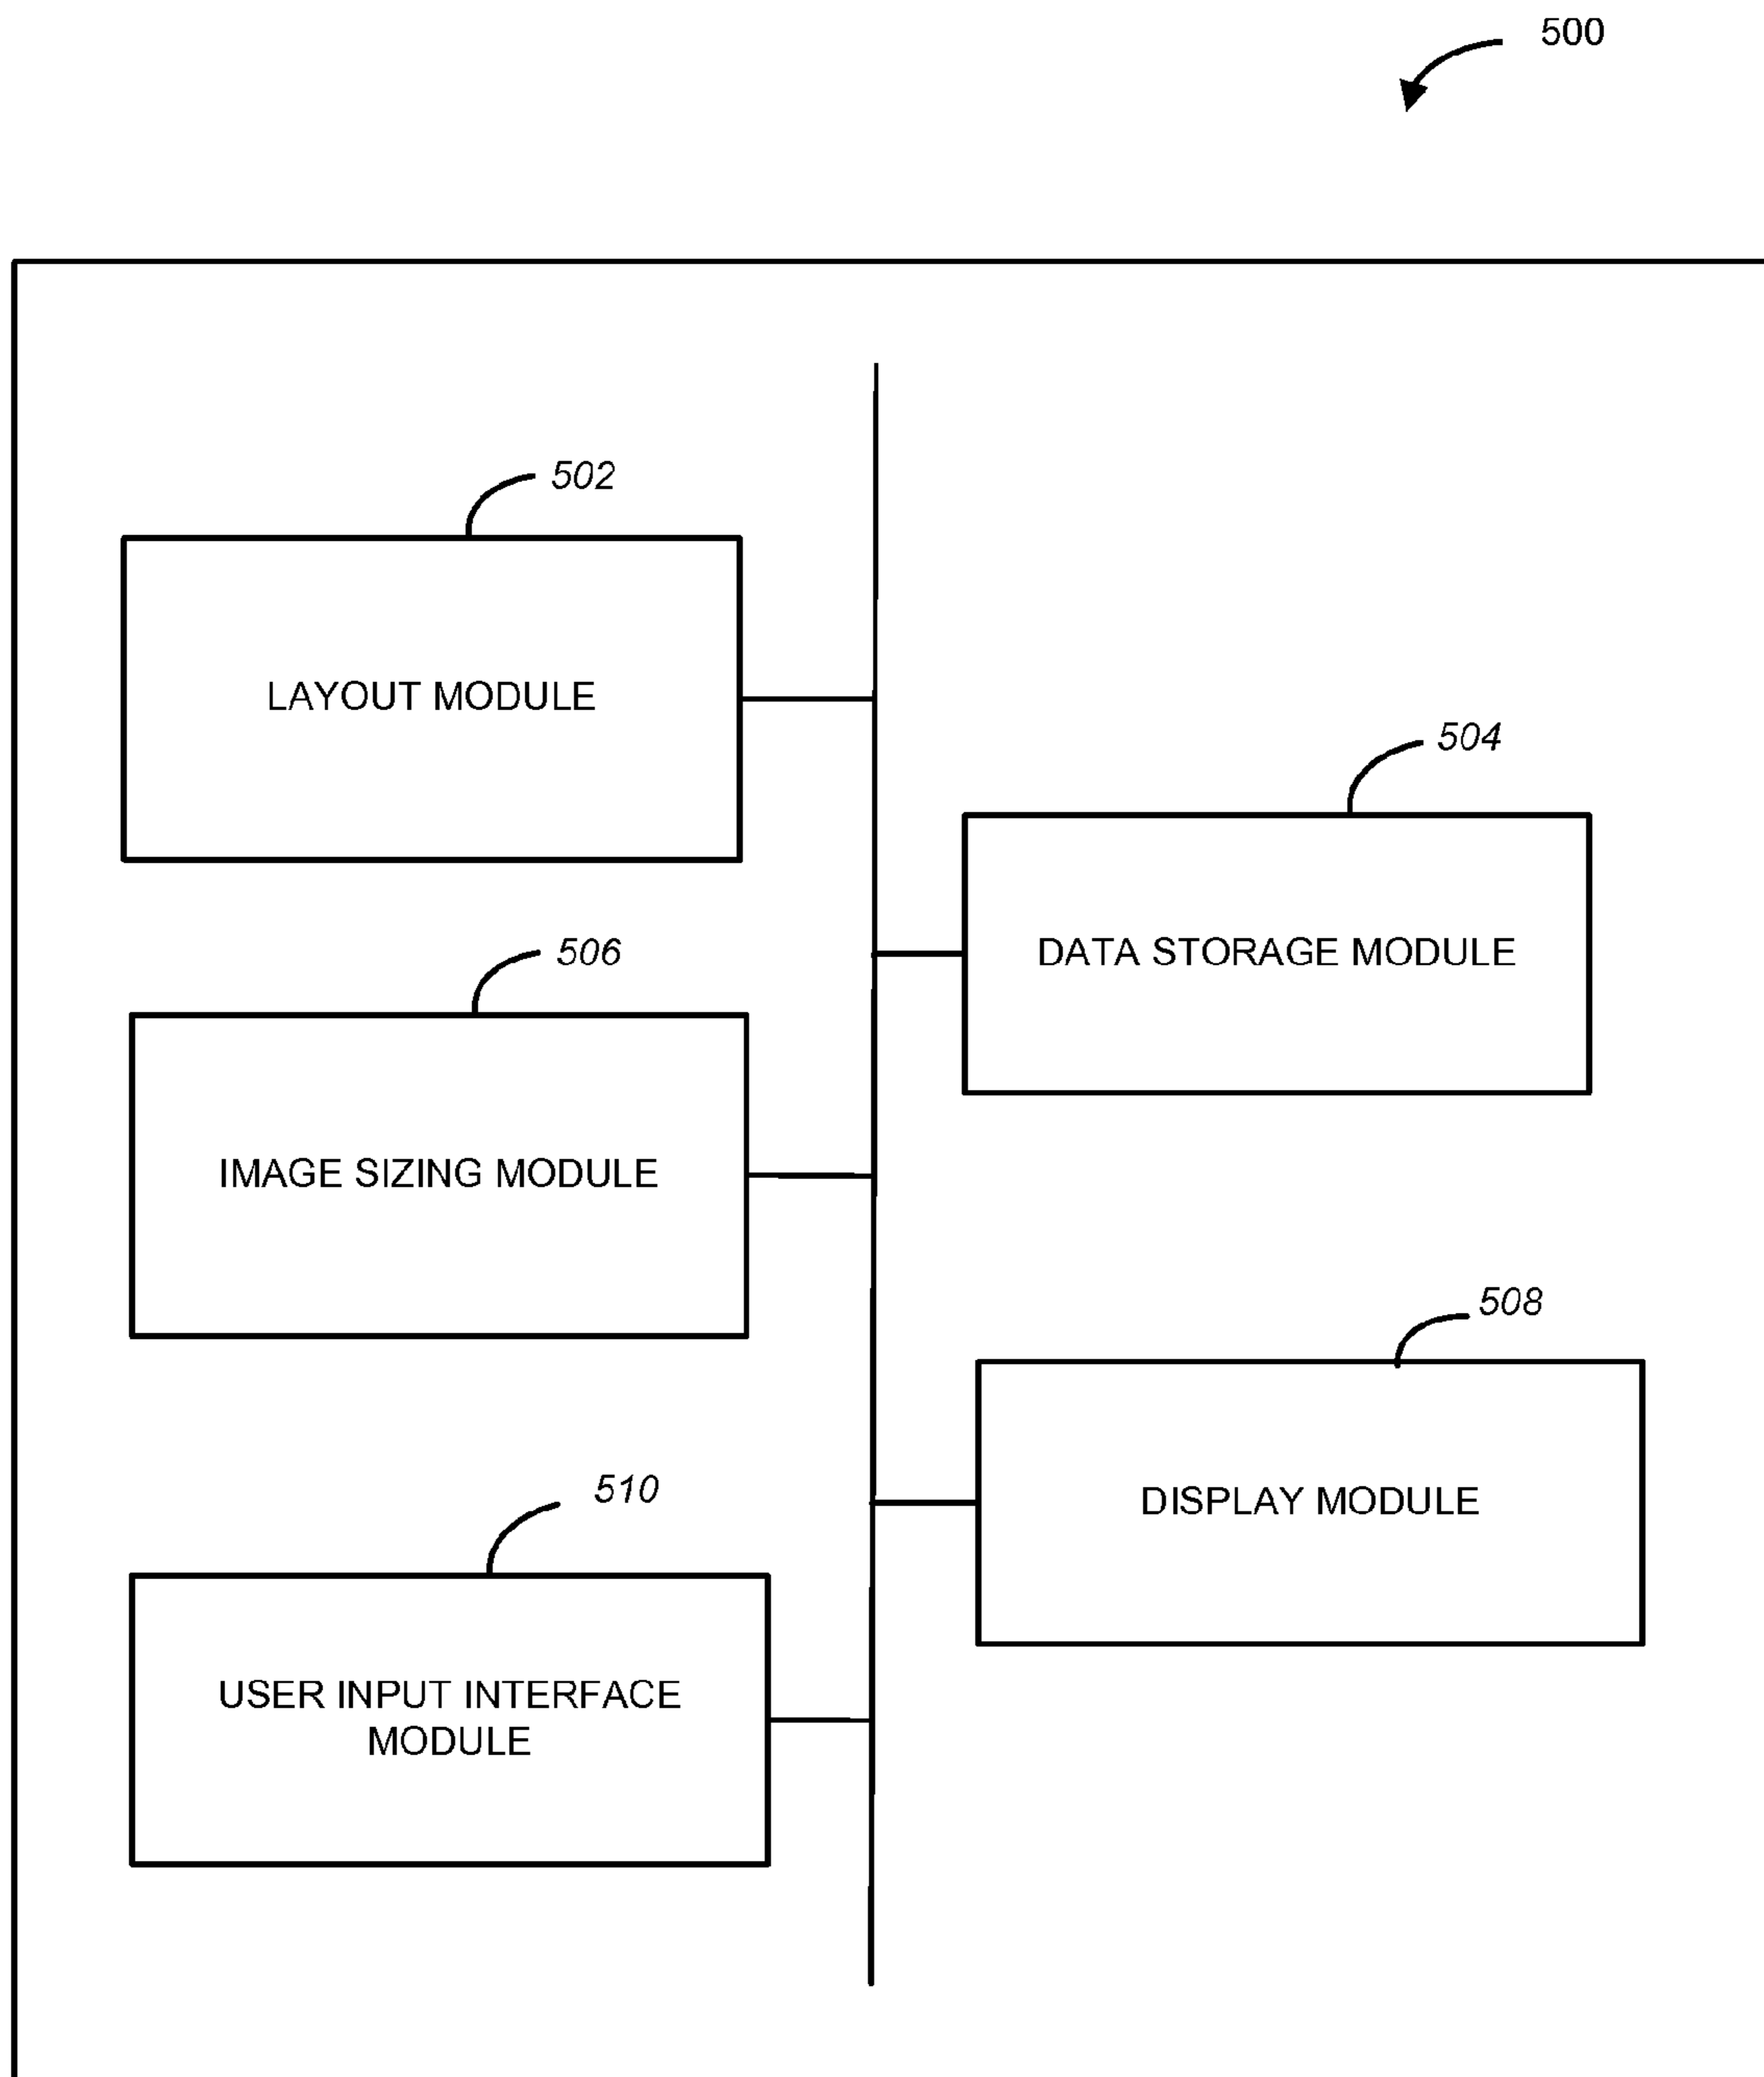 500
502
LAYOUT MODULE
504
DATA STORAGE MODULE
506
IMAGE SIZING MODULE
508
DISPLAY MODULE
510
USER INPUT INTERFACE
MODULE